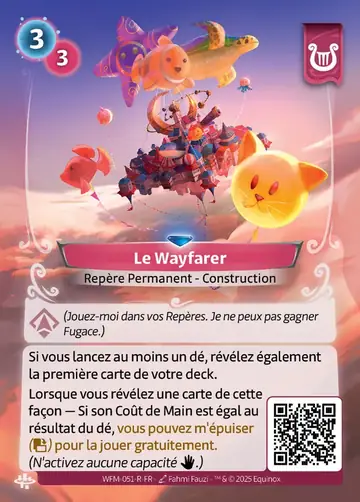 3
3
Le Wayfarer
Repère Permanent - Construction
(Jouez-moi dans vos Repères. Je ne peux pas gagner
Fugace.)
Si vous lancez au moins un dé, révélez également
la première carte de votre deck.
Lorsque vous révélez une carte de cette
façon — Si son Coût de Main est égal au
résultat du dé, vous pouvez m'épuiser
() pour la jouer gratuitement.
(N'activez aucune capacité .)
WFM-051-R-FR - Fahmi Fauzi - ™ & © 2025 Equinox